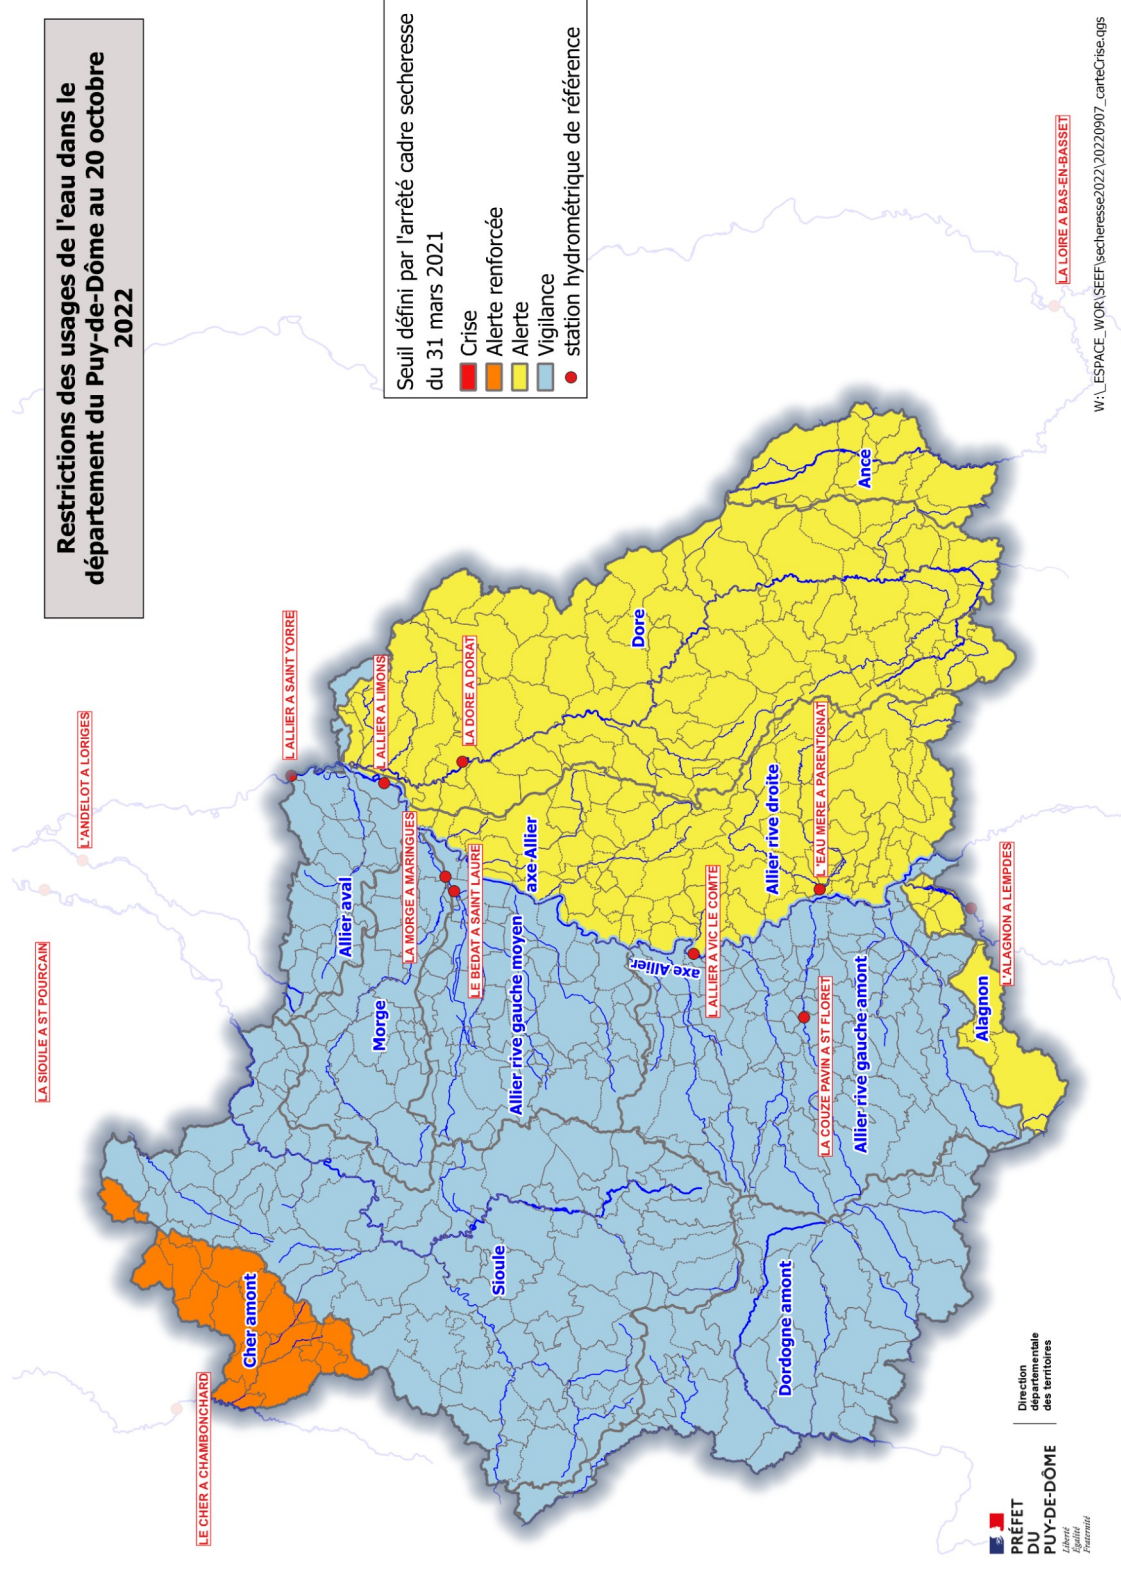 Restrictions des usages de l'eau dans le
département du Puy-de-Dôme au 20 octobre
2022
Seuil défini par l'arrêté cadre secheresse
du 31 mars 2021
Crise
Alerte renforcée
Alerte
Vigilance
station hydrométrique de référence
LA SIOULE A ST POURCAIN
L'ANDELOT A LORIGES
LE CHER A CHAMBONCHARD
L ALLIER A SAINT YORRE
Cher amont
Allier aval
L ALLIER A LIMONS
Morge
LA MORGE A MARINGUES
LA DORE A DORAT
LE BEDAT A SAINT LAURE
Sioule
Allier rive gauche moyen
axe-Allier
Dore
axe Allier
L ALLIER A VIC LE COMTE
Allier rive droite
Dordogne amont
LA COUZE PAVIN A ST FLORET
L 'EAU MERE A PARENTIGNAT
Allier rive gauche amont
Ance
Alagnon
L'ALAGNON A LEMPDES
LA LOIRE A BAS-EN-BASSET
PRÉFET
DU
PUY-DE-DÔME
Liberté
Égalité
Fraternité
Direction
départementale
des territoires
W:\_ESPACE_WOR\SEEF\secheresse2022\20220907_carteCrise.qgs